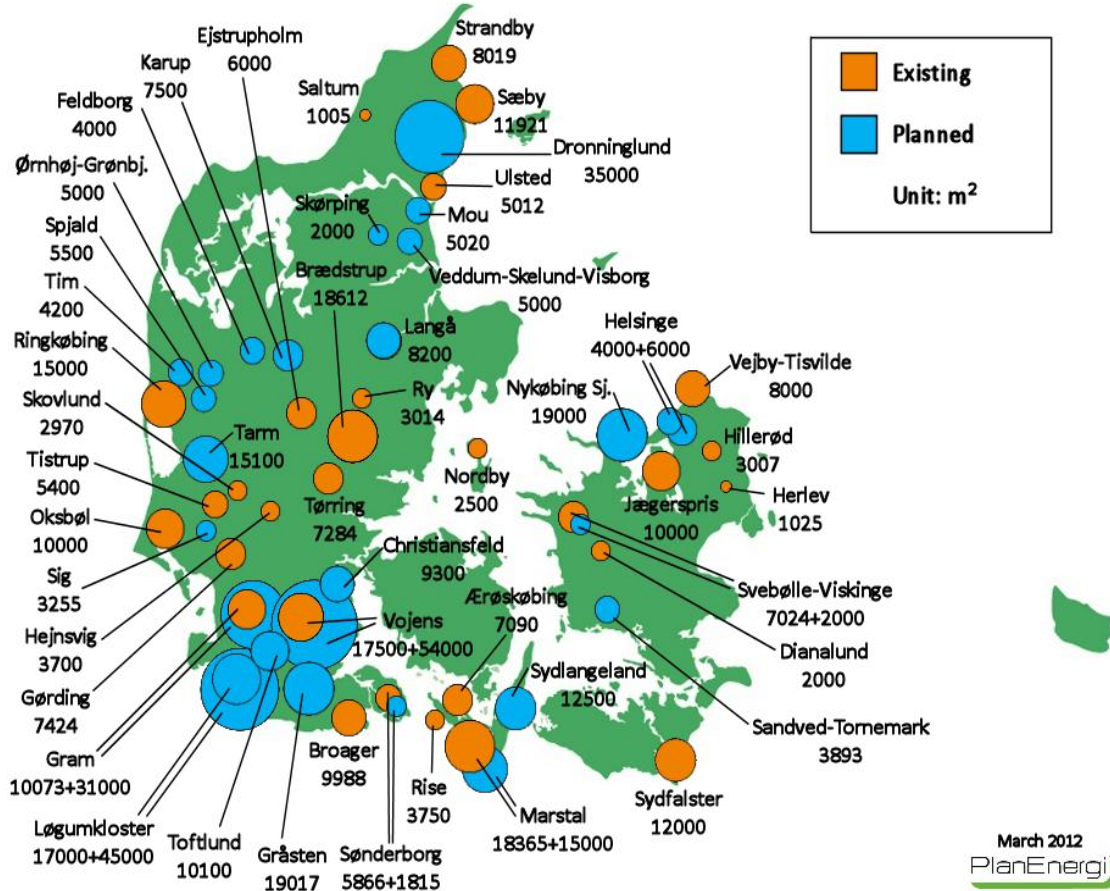 Strandby
8019
Ejstrupholm
6000
Karup
7500
Saltum
1005
Sæby
11921
Feldborg
4000
Dronninglund
35000
Ørnhøj-Grønbj.
5000
Ulsted
5012
Skørping
2000
Mou
5020
Spjald
5500
Brædstrup
18612
Veddum-Skelund-Visborg
5000
Tim
4200
Langå
8200
Helsinge
4000+6000
Vejby-Tisvilde
8000
Ringkøbing
15000
Ry
3014
Nykøbing Sj.
19000
Skovlund
2970
Tarm
15100
Hillerød
3007
Tistrup
5400
Nordby
2500
Jægerspris
10000
Herlev
1025
Tørring
7284
Oksbøl
10000
Christiansfeld
9300
Sig
3255
Svebølle-Viskinge
7024+2000
Ærøskøbing
7090
Hejnsvig
3700
Vojens
17500+54000
Dianalund
2000
Sydlangeland
12500
Gørding
7424
Sandved-Tornemark
3893
Gram
10073+31000
Broager
9988
Rise
3750
Marstal
18365+15000
Sydfalster
12000
Løgumkloster
17000+45000
Toftlund
10100
Gråsten
19017
Sønderborg
5866+1815
Existing
Planned
Unit: m²
March 2012
PlanEnergi